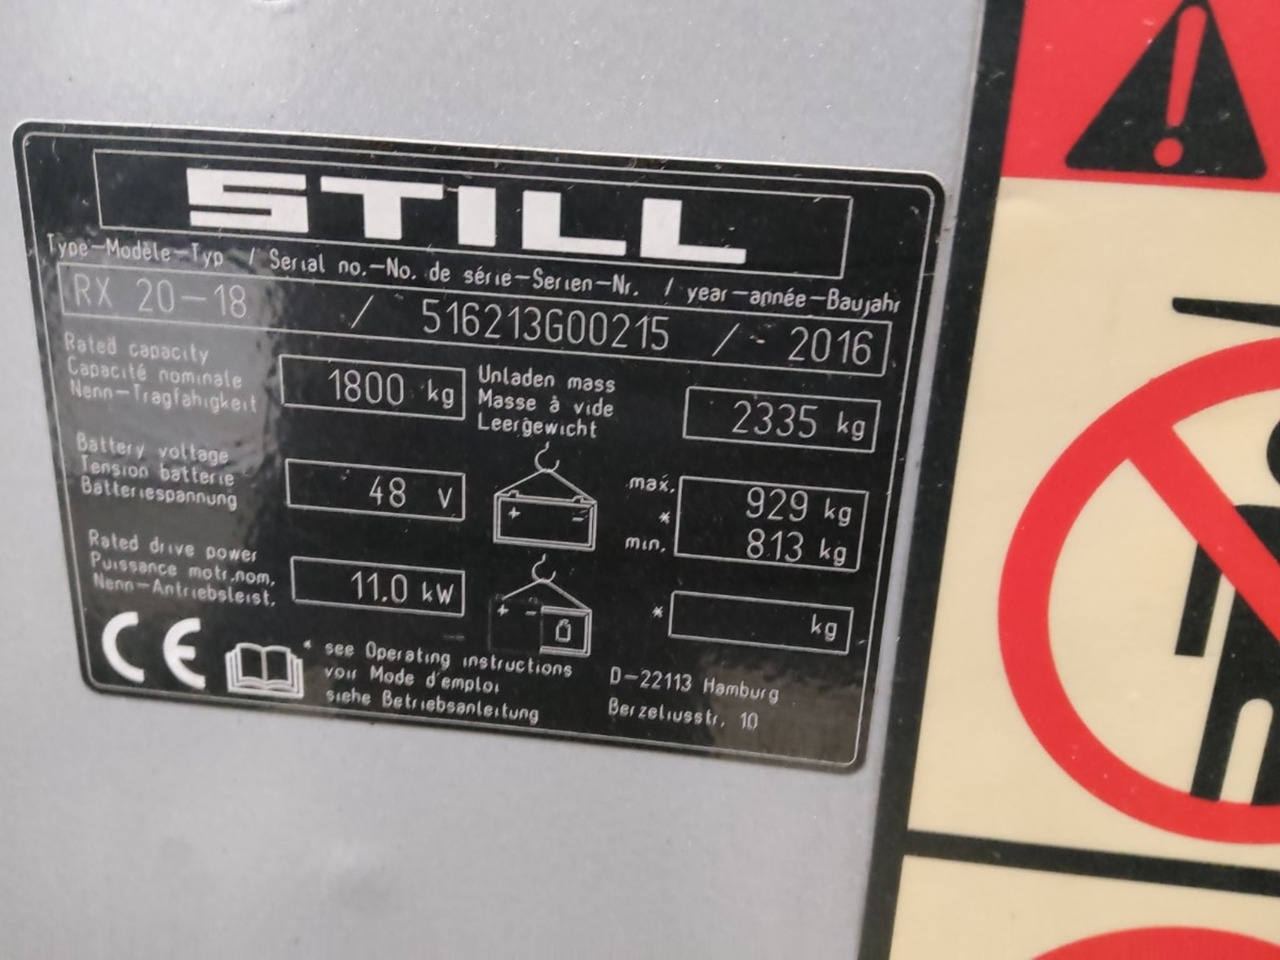 STILL
Type-Modèle-Typ / Serial no.-No. de série-Serien-Nr. / year-année-Baujahr
RX 20-18 / 516213G00215 / - 2016
Rated capacity
Capacité nominale
Nenn-Tragfähigkeit
1800 kg
Unladen mass
Masse à vide
Leergewicht
2335 kg
Battery voltage
Tension batterie
Batteriespannung
48 V
+ -
max.
*
min.
929 kg
813 kg
Rated drive power
Puissance motr.nom.
Nenn-Antriebsleist.
11.0 kW
+ -
*
kg
CE
* see Operating instructions
voir Mode d'emploi
siehe Betriebsanleitung
D-22113 Hamburg
Berzeliusstr. 10